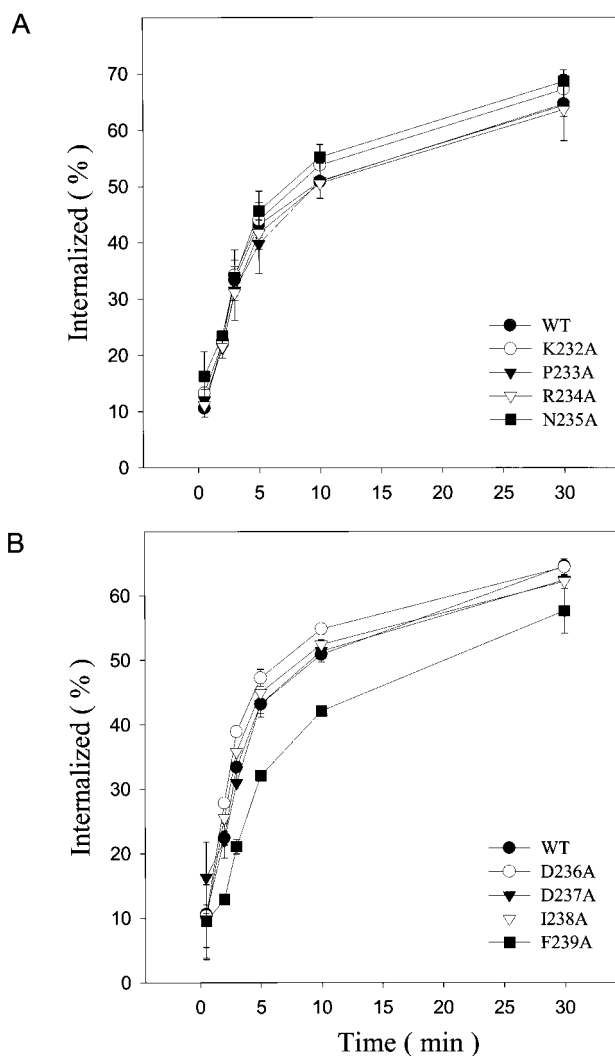 A
Internalized ( % )
70
60
50
40
30
20
10
0
0 5 10 15 20 25 30
WT
K232A
P233A
R234A
N235A
B
Internalized ( % )
60
50
40
30
20
10
0
0 5 10 15 20 25 30
WT
D236A
D237A
I238A
F239A
Time ( min )